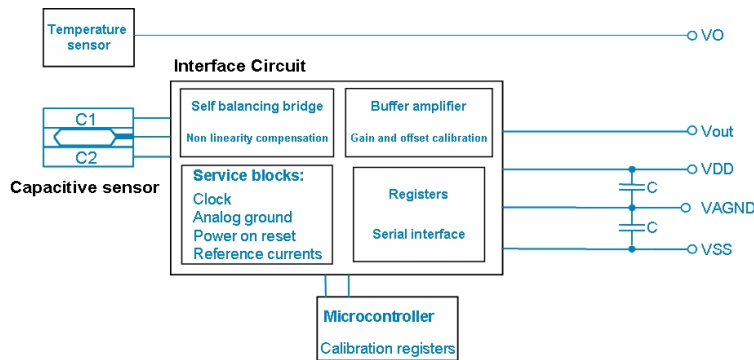 Temperature
sensor
VO
Interface Circuit
Self balancing bridge
Non linearity compensation
Buffer amplifier
Gain and offset calibration
C1
C2
Capacitive sensor
Vout
VDD
C
VAGND
C
VSS
Service blocks:
Clock
Analog ground
Power on reset
Reference currents
Registers
Serial interface
Microcontroller
Calibration registers